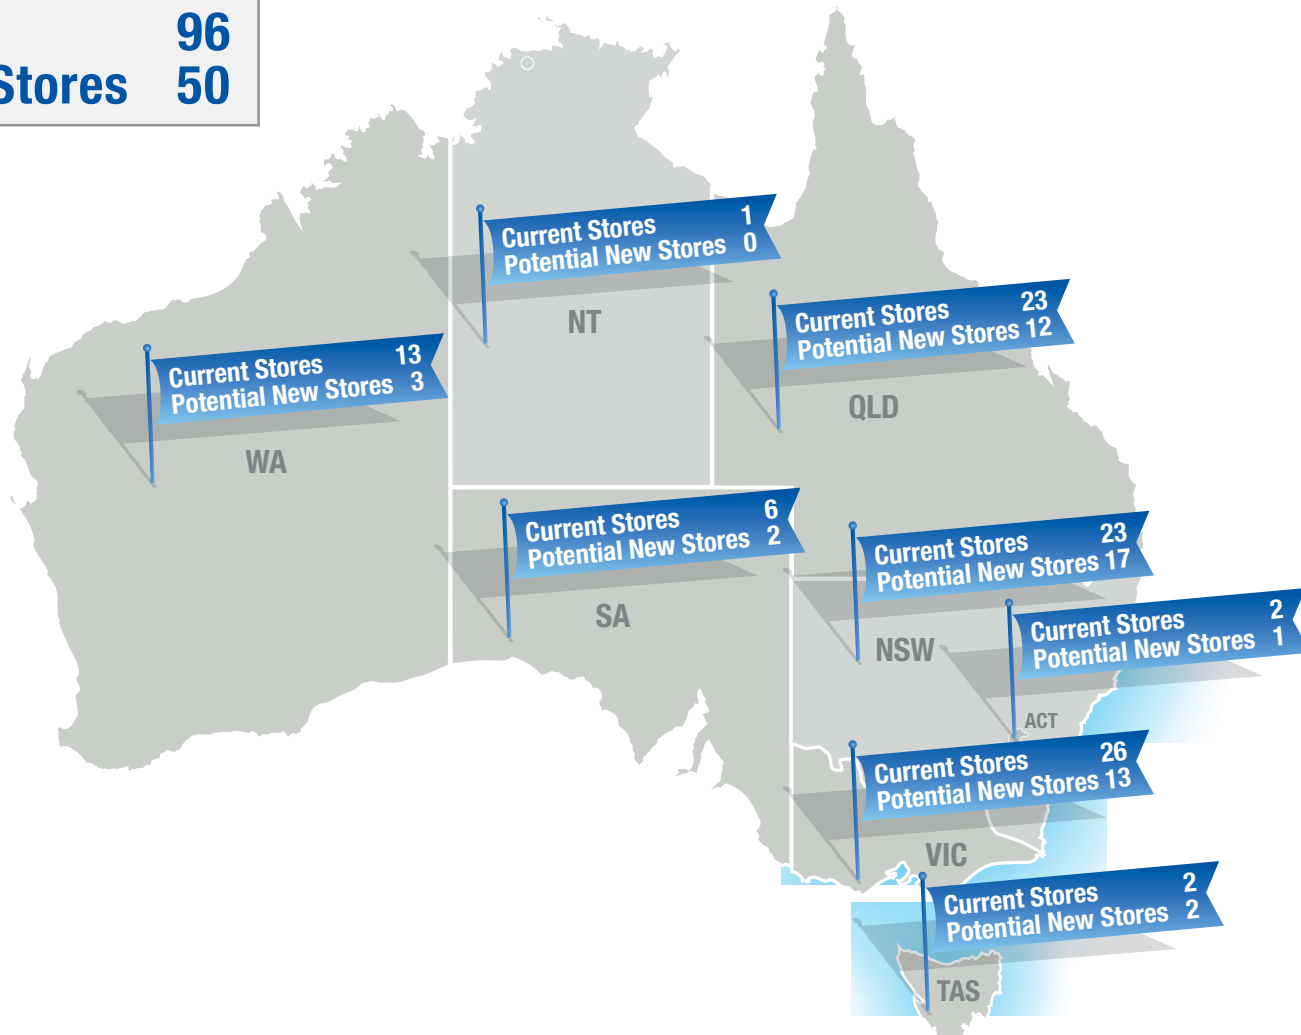 96
Stores 50
Current Stores 1
Potential New Stores 0
NT
Current Stores 23
Potential New Stores 12
QLD
Current Stores 13
Potential New Stores 3
WA
Current Stores 6
Potential New Stores 2
SA
Current Stores 23
Potential New Stores 17
NSW
Current Stores 2
Potential New Stores 1
ACT
Current Stores 26
Potential New Stores 13
VIC
Current Stores 2
Potential New Stores 2
TAS